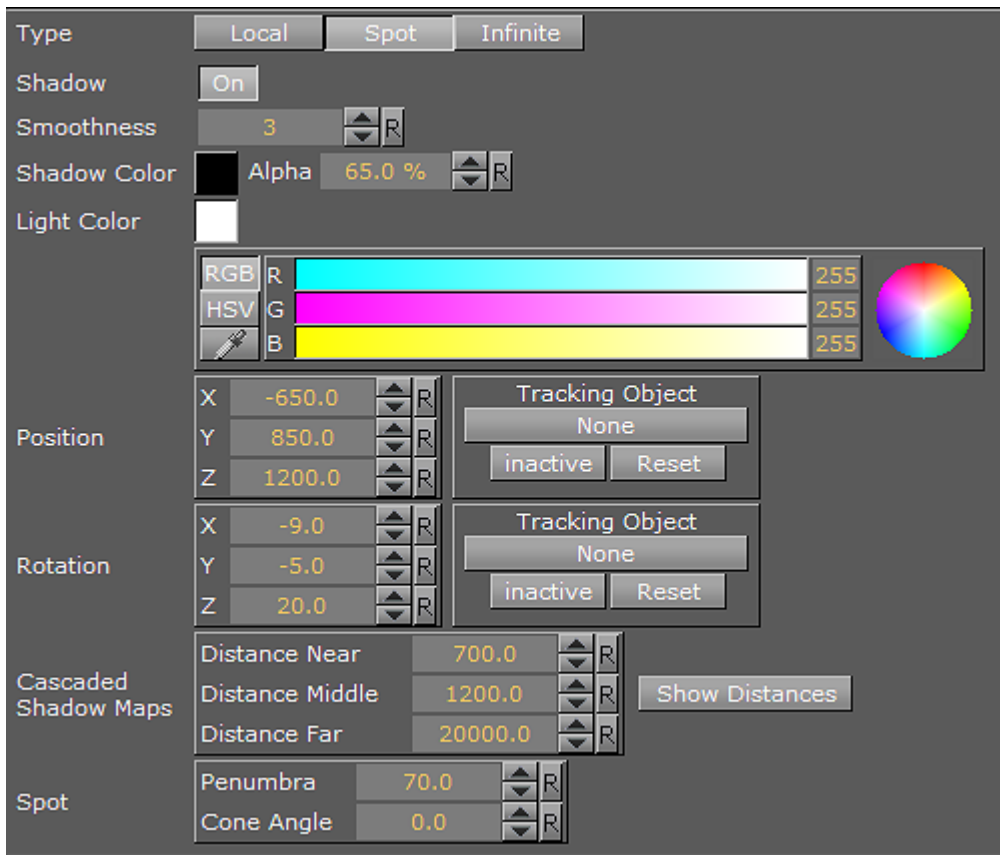 Type Local Spot Infinite
Shadow On
Smoothness 3 R
Shadow Color Alpha 65.0 % R
Light Color
RGB R 255
HSV G 255
B 255
Position
X -650.0 R
Y 850.0 R
Z 1200.0 R
Tracking Object
None
inactive Reset
Rotation
X -9.0 R
Y -5.0 R
Z 20.0 R
Tracking Object
None
inactive Reset
Cascaded
Shadow Maps
Distance Near 700.0 R
Distance Middle 1200.0 R
Distance Far 20000.0 R
Show Distances
Spot
Penumbra 70.0 R
Cone Angle 0.0 R